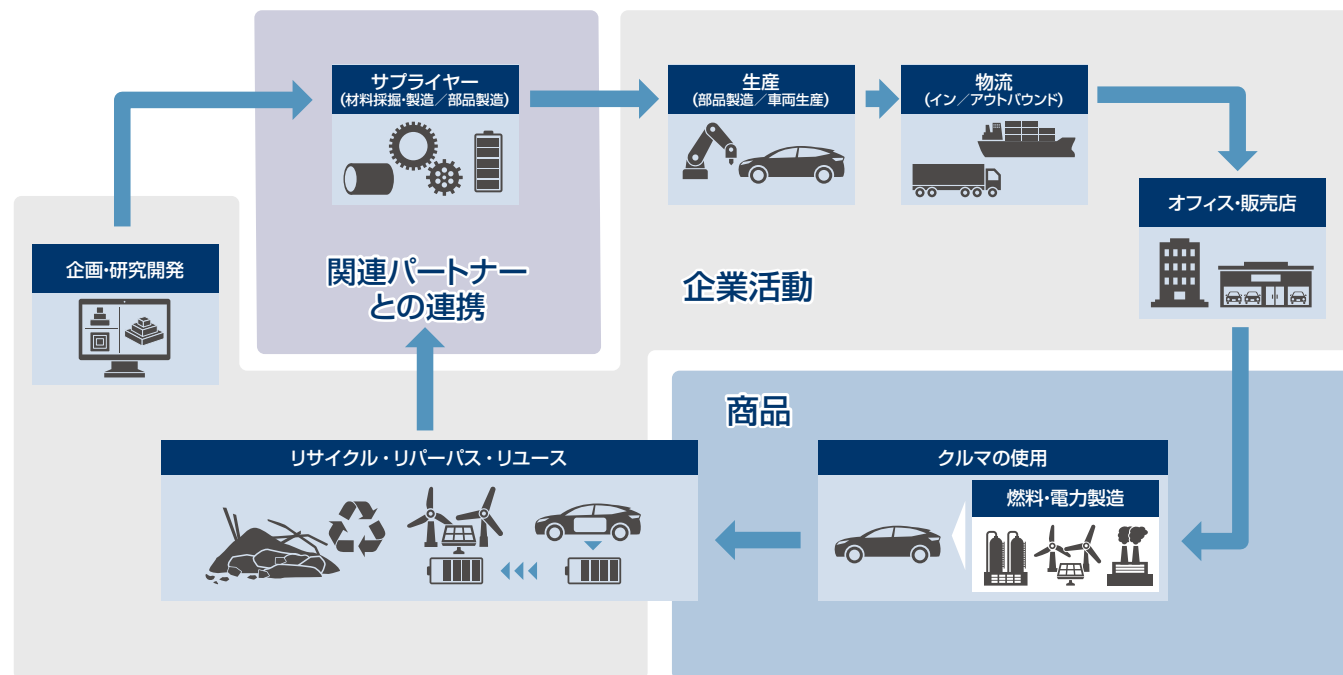 サプライヤー
(材料採掘・製造／部品製造)
生産
(部品製造／車両生産)
物流
(イン／アウトバウンド)
オフィス・販売店
企画・研究開発
関連パートナー
との連携
企業活動
商品
リサイクル・リパーパス・リユース
クルマの使用
燃料・電力製造